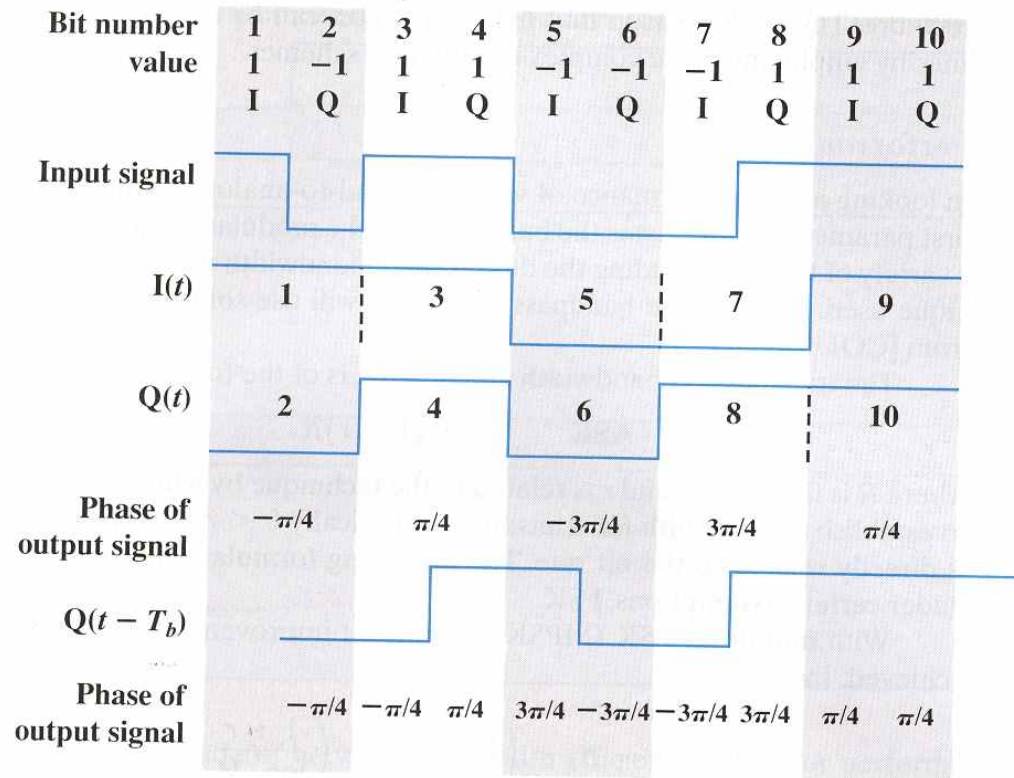 Bit number 1 2 3 4 5 6 7 8 9 10
value 1 −1 1 1 −1 −1 −1 1 1 1
I Q I Q I Q I Q I Q
Input signal
I(t) 1 3 5 7 9
Q(t) 2 4 6 8 10
Phase of
output signal −π/4 π/4 −3π/4 3π/4 π/4
Q(t − T_b)
Phase of
output signal −π/4 −π/4 π/4 3π/4 −3π/4 −3π/4 3π/4 π/4 π/4